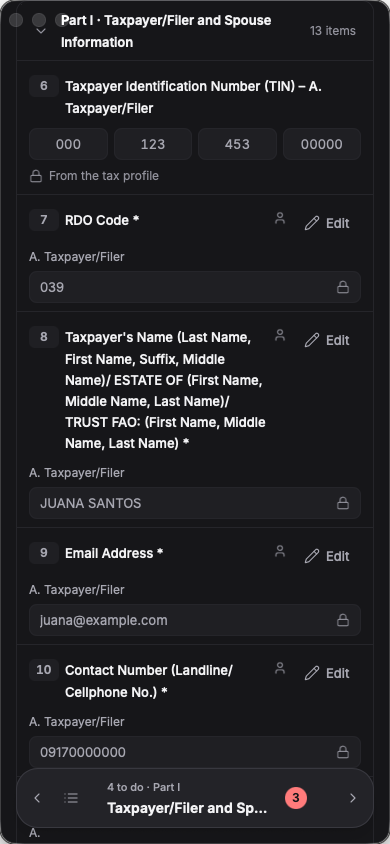 Part I · Taxpayer/Filer and Spouse
Information
13 items
6
Taxpayer Identification Number (TIN) – A.
Taxpayer/Filer
000
123
453
00000
From the tax profile
7
RDO Code *
Edit
A. Taxpayer/Filer
039
8
Taxpayer's Name (Last Name,
First Name, Suffix, Middle
Name)/ ESTATE OF (First Name,
Middle Name, Last Name)/
TRUST FAO: (First Name, Middle
Name, Last Name) *
Edit
A. Taxpayer/Filer
JUANA SANTOS
9
Email Address *
Edit
A. Taxpayer/Filer
juana@example.com
10
Contact Number (Landline/
Cellphone No.) *
Edit
A. Taxpayer/Filer
09170000000
4 to do · Part I
Taxpayer/Filer and Sp...
3
A.